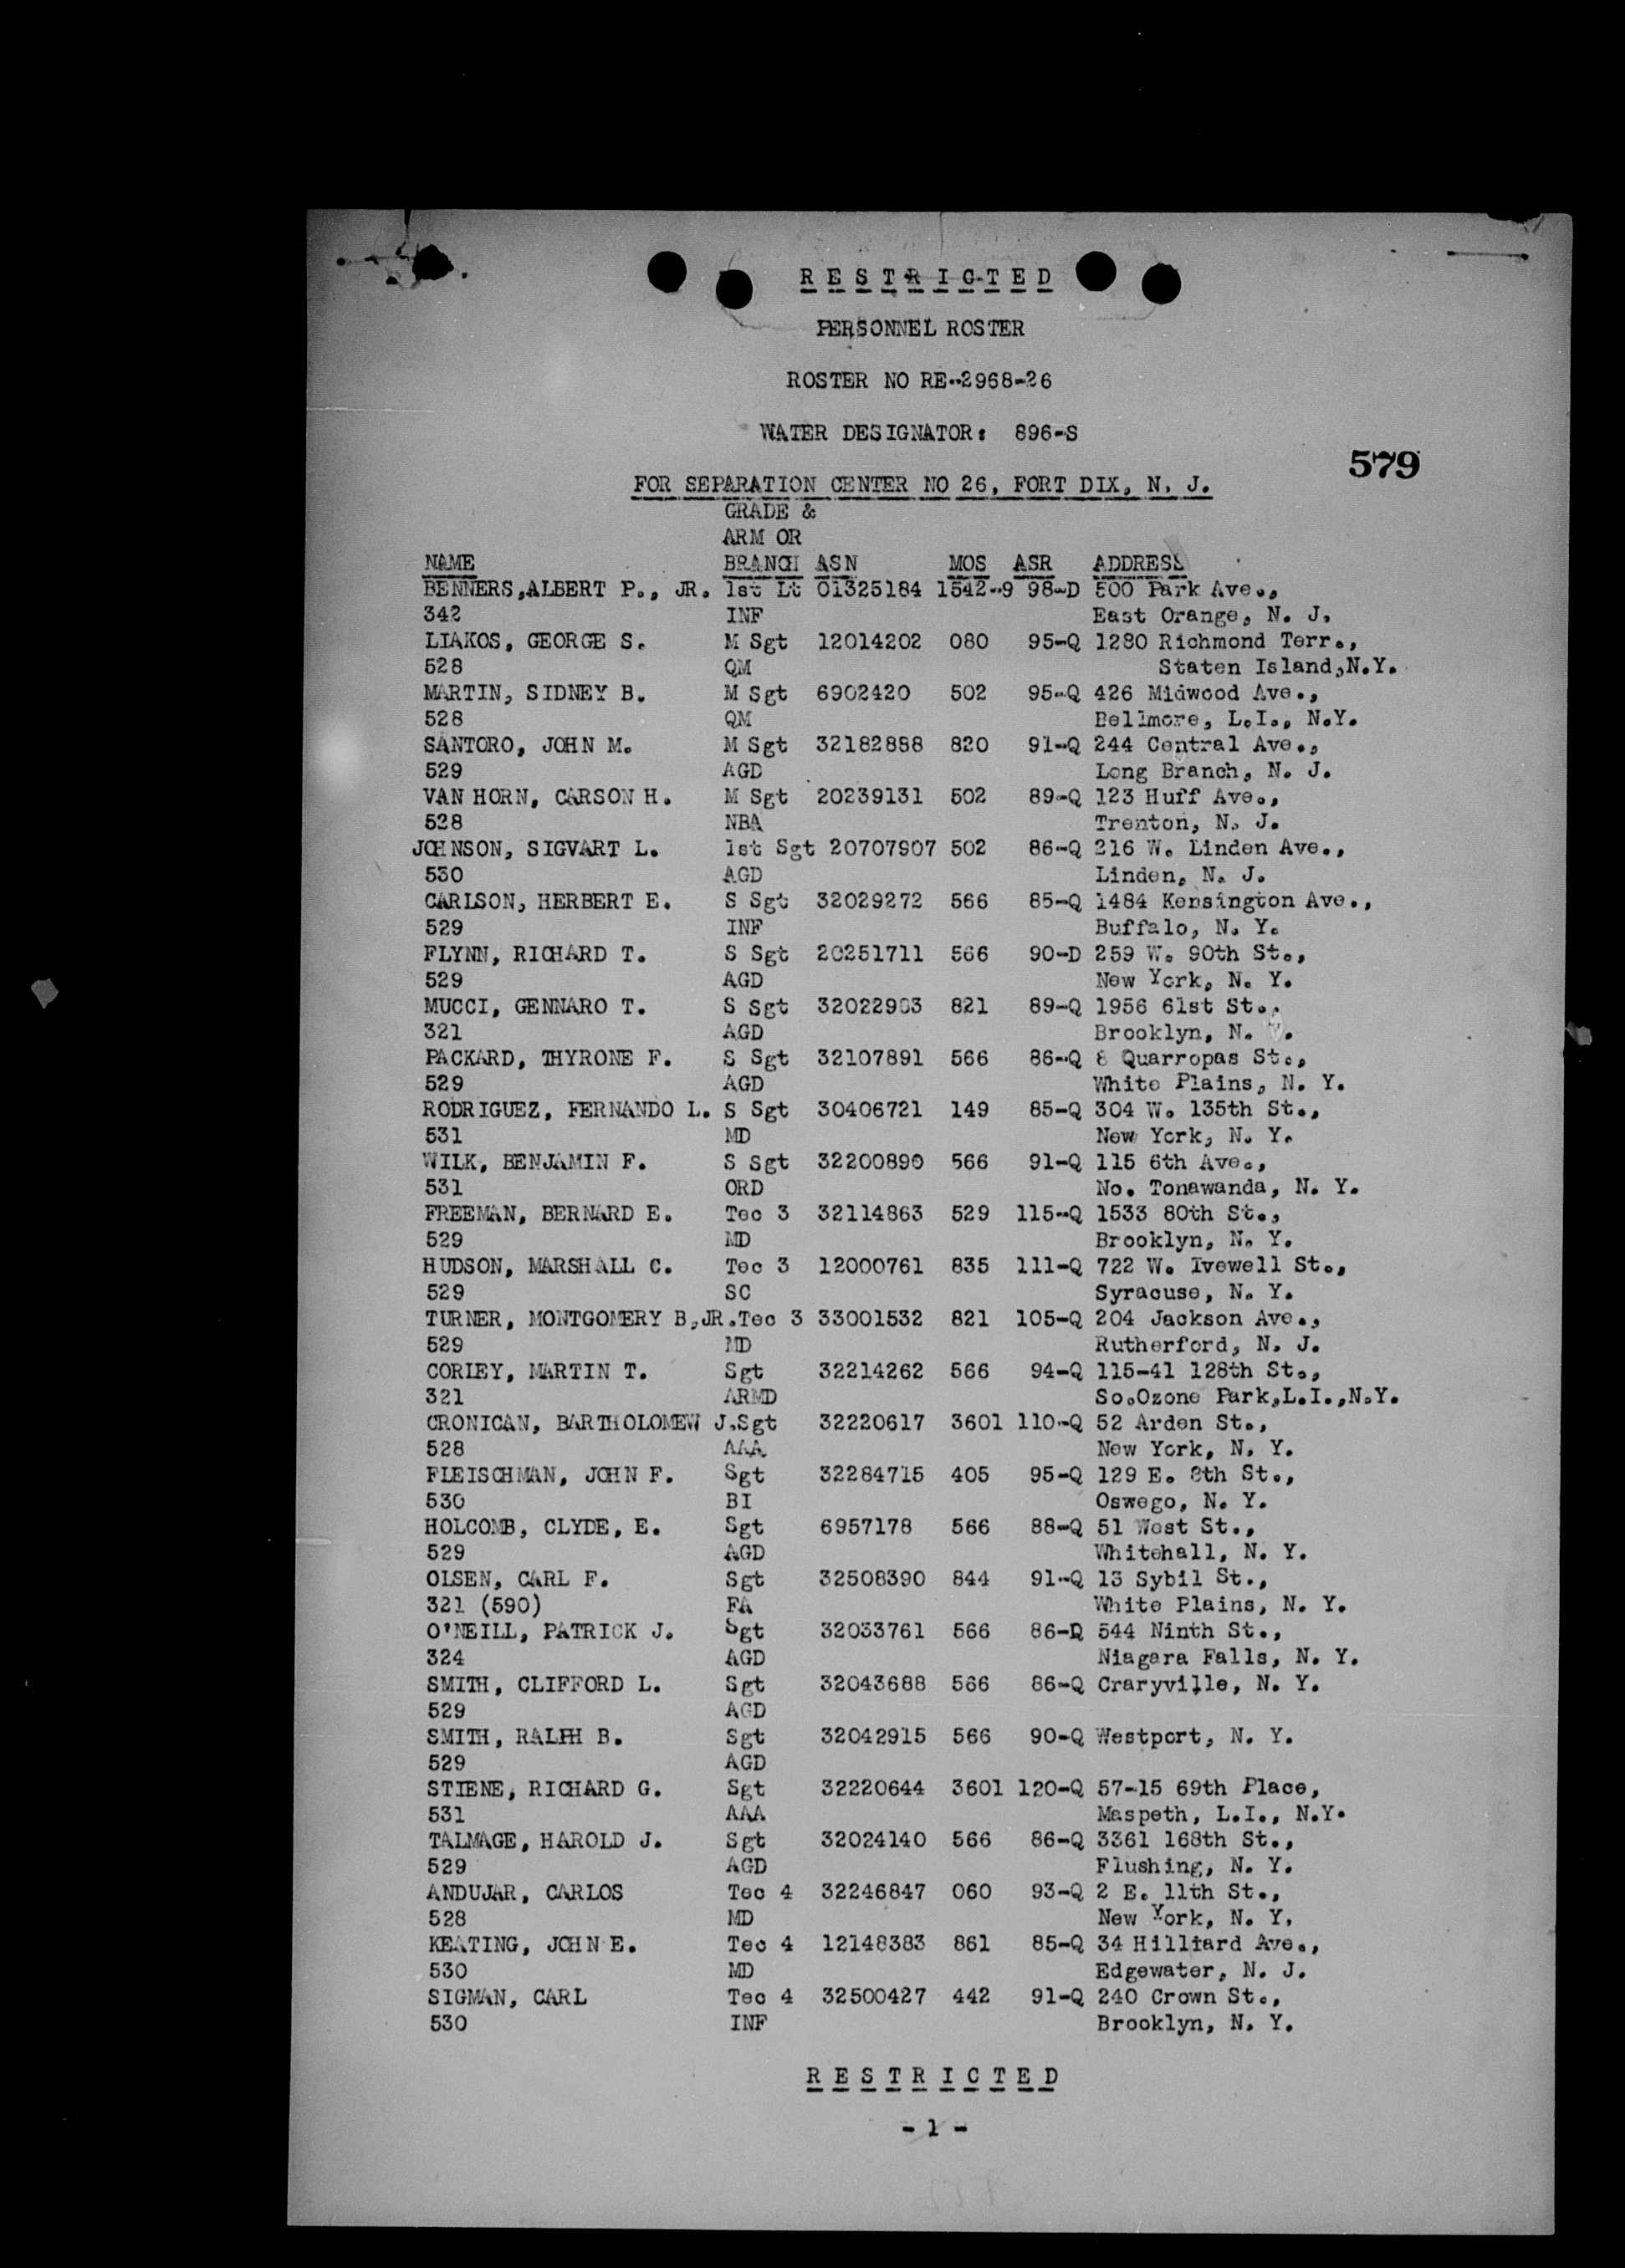 R E S T R I C T E D
PERSONNEL ROSTER
ROSTER NO RE-2968-26
WATER DESIGNATOR: 896-S
579
FOR SEPARATION CENTER NO 26, FORT DIX, N. J.
GRADE &
ARM OR
NAME BRANCH ASN MOS ASR ADDRESS
BENNERS,ALBERT P., JR. 1st Lt 01325184 1542-9 98-D 500 Park Ave.,
342 INF East Orange, N. J.
LIAKOS, GEORGE S. M Sgt 12014202 080 95-Q 1280 Richmond Terr.,
528 QM Staten Island,N.Y.
MARTIN, SIDNEY B. M Sgt 6902420 502 95-Q 426 Midwood Ave.,
528 QM Bellmore, L.I., N.Y.
SANTORO, JOHN M. M Sgt 32182888 820 91-Q 244 Central Ave.,
529 AGD Long Branch, N. J.
VAN HORN, CARSON H. M Sgt 20239131 502 89-Q 123 Huff Ave.,
528 NBA Trenton, N. J.
JOHNSON, SIGVART L. 1st Sgt 20707907 502 86-Q 216 W. Linden Ave.,
530 AGD Linden, N. J.
CARLSON, HERBERT E. S Sgt 32029272 566 85-Q 1484 Kensington Ave.,
529 INF Buffalo, N. Y.
FLYNN, RICHARD T. S Sgt 20251711 566 90-D 259 W. 90th St.,
529 AGD New York, N. Y.
MUCCI, GENNARO T. S Sgt 32022903 821 89-Q 1956 61st St.,
321 AGD Brooklyn, N. Y.
PACKARD, THYRONE F. S Sgt 32107891 566 86-Q 8 Quarropas St.,
529 AGD White Plains, N. Y.
RODRIGUEZ, FERNANDO L. S Sgt 30406721 149 85-Q 304 W. 135th St.,
531 MD New York, N. Y.
WILK, BENJAMIN F. S Sgt 32200890 566 91-Q 115 6th Ave.,
531 ORD No. Tonawanda, N. Y.
FREEMAN, BERNARD E. Tec 3 32114863 529 115-Q 1533 80th St.,
529 MD Brooklyn, N. Y.
HUDSON, MARSHALL C. Tec 3 12000761 835 111-Q 722 W. Ivewell St.,
529 SC Syracuse, N. Y.
TURNER, MONTGOMERY B,JR.Tec 3 33001532 821 105-Q 204 Jackson Ave.,
529 MD Rutherford, N. J.
CORLEY, MARTIN T. Sgt 32214262 566 94-Q 115-41 128th St.,
321 ARMD So.Ozone Park,L.I.,N.Y.
CRONICAN, BARTHOLOMEW J.Sgt 32220617 3601 110-Q 52 Arden St.,
528 AAA New York, N. Y.
FLEISCHMAN, JOHN F. Sgt 32284715 405 95-Q 129 E. 8th St.,
530 BI Oswego, N. Y.
HOLCOMB, CLYDE, E. Sgt 6957178 566 88-Q 51 West St.,
529 AGD Whitehall, N. Y.
OLSEN, CARL F. Sgt 32508390 844 91-Q 13 Sybil St.,
321 (590) FA White Plains, N. Y.
O'NEILL, PATRICK J. Sgt 32033761 566 86-D 544 Ninth St.,
324 AGD Niagara Falls, N. Y.
SMITH, CLIFFORD L. Sgt 32043688 566 86-Q Craryville, N. Y.
529 AGD
SMITH, RALPH B. Sgt 32042915 566 90-Q Westport, N. Y.
529 AGD
STIENE, RICHARD G. Sgt 32220644 3601 120-Q 57-15 69th Place,
531 AAA Maspeth, L.I., N.Y.
TALMAGE, HAROLD J. Sgt 32024140 566 86-Q 3361 168th St.,
529 AGD Flushing, N. Y.
ANDUJAR, CARLOS Tec 4 32246847 060 93-Q 2 E. 11th St.,
528 MD New York, N. Y.
KEATING, JOHN E. Tec 4 12148383 861 85-Q 34 Hilliard Ave.,
530 MD Edgewater, N. J.
SIGMAN, CARL Tec 4 32500427 442 91-Q 240 Crown St.,
530 INF Brooklyn, N. Y.
R E S T R I C T E D
- 1 -